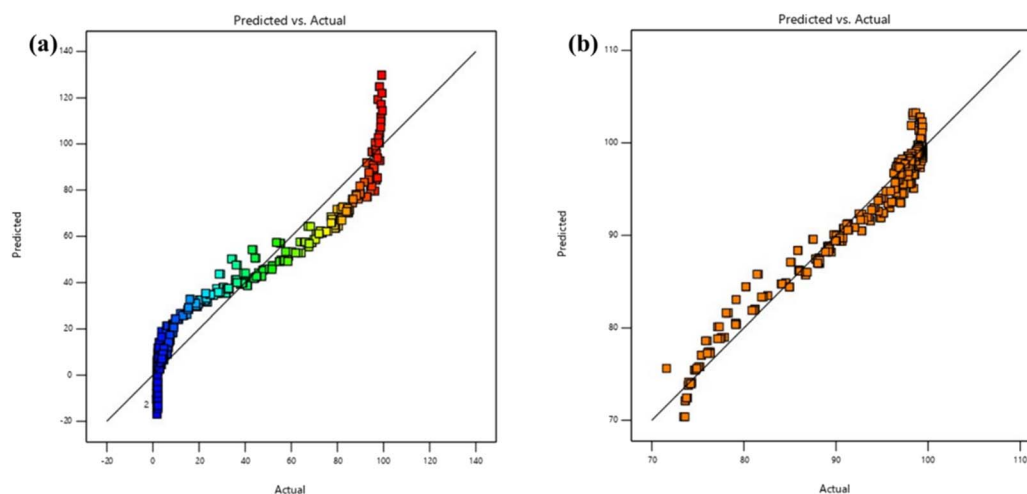 (a)
Predicted vs. Actual
Predicted
140
120
100
80
60
40
20
0
-20
2
-20 0 20 40 60 80 100 120 140
Actual
(b)
Predicted vs. Actual
Predicted
110
100
90
80
70
70 80 90 100 110
Actual